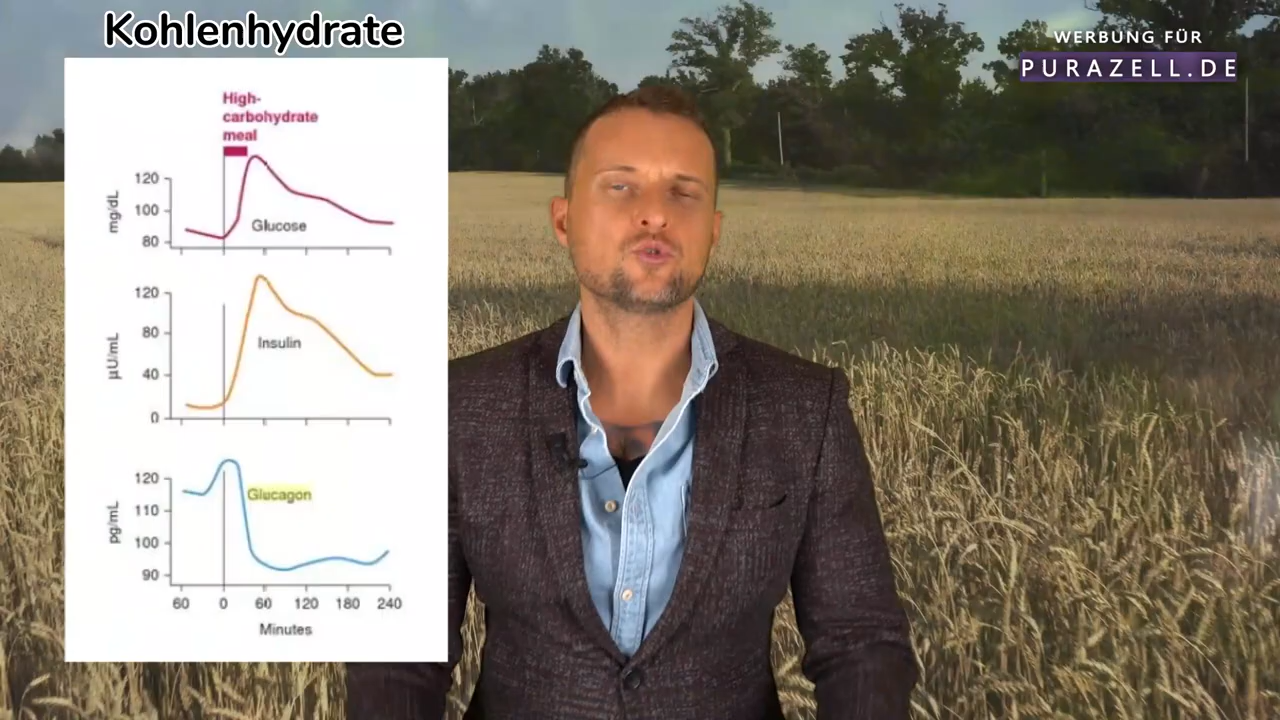 Kohlenhydrate
WERBUNG FÜR
PURAZELL.DE
High-
carbohydrate
meal
120
100
80
mg/dL
Glucose
120
80
40
0
µU/mL
Insulin
120
110
100
90
pg/mL
Glucagon
60 0 60 120 180 240
Minutes